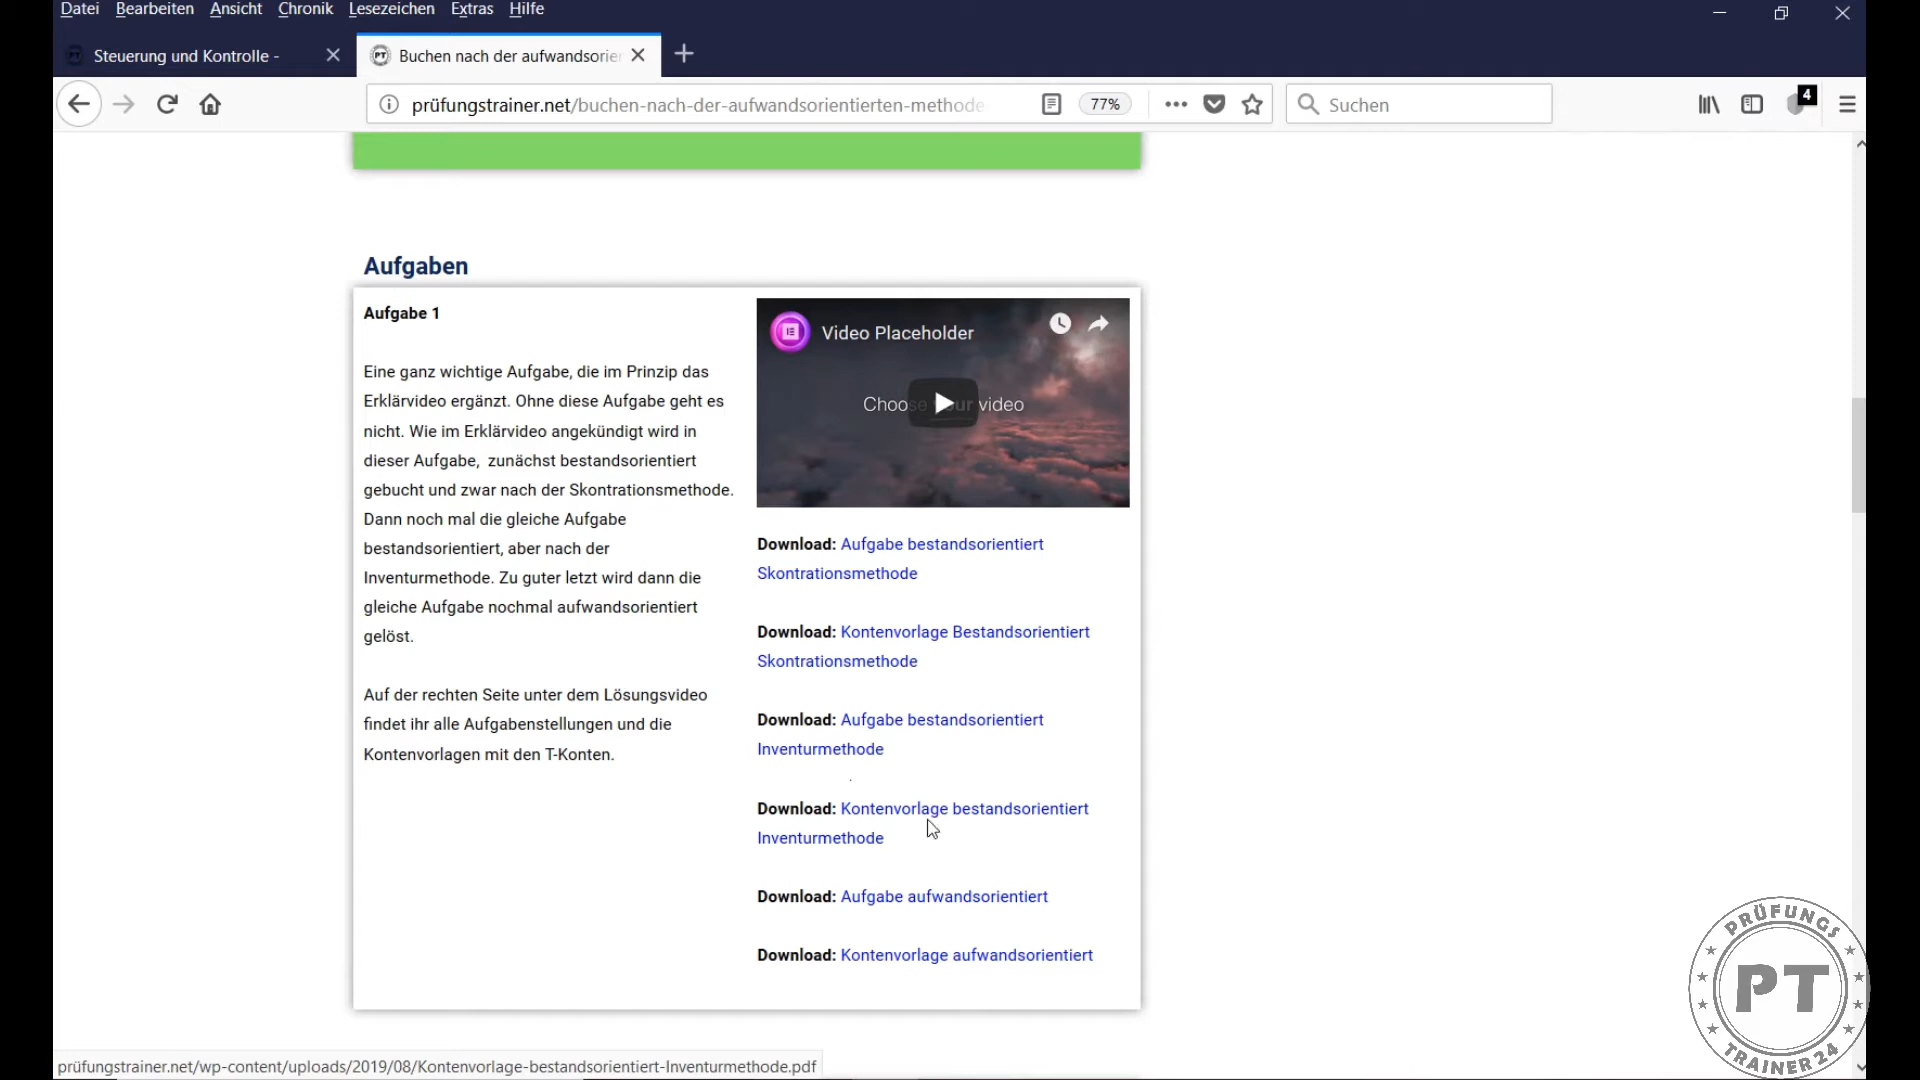 Datei Bearbeiten Ansicht Chronik Lesezeichen Extras Hilfe
Steuerung und Kontrolle -
Buchen nach der aufwandsorie
prüfungstrainer.net/buchen-nach-der-aufwandsorientierten-methode
77%
Suchen
4
Aufgaben
Aufgabe 1
Eine ganz wichtige Aufgabe, die im Prinzip das
Erklärvideo ergänzt. Ohne diese Aufgabe geht es
nicht. Wie im Erklärvideo angekündigt wird in
dieser Aufgabe, zunächst bestandsorientiert
gebucht und zwar nach der Skontrationsmethode.
Dann noch mal die gleiche Aufgabe
bestandsorientiert, aber nach der
Inventurmethode. Zu guter letzt wird dann die
gleiche Aufgabe nochmal aufwandsorientiert
gelöst.
Auf der rechten Seite unter dem Lösungsvideo
findet ihr alle Aufgabenstellungen und die
Kontenvorlagen mit den T-Konten.
Video Placeholder
Choose your video
Download: Aufgabe bestandsorientiert
Skontrationsmethode
Download: Kontenvorlage Bestandsorientiert
Skontrationsmethode
Download: Aufgabe bestandsorientiert
Inventurmethode
Download: Kontenvorlage bestandsorientiert
Inventurmethode
Download: Aufgabe aufwandsorientiert
Download: Kontenvorlage aufwandsorientiert
prüfungstrainer.net/wp-content/uploads/2019/08/Kontenvorlage-bestandsorientiert-Inventurmethode.pdf
PRÜFUNGS
PT
TRAINER 24